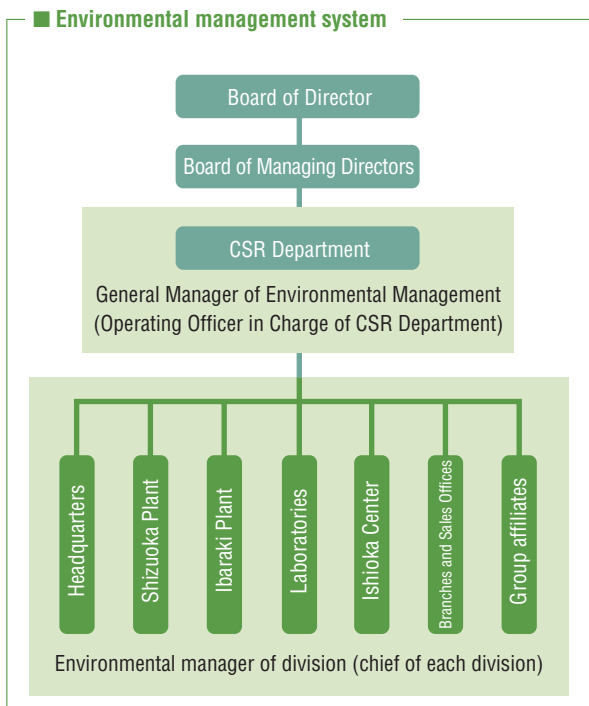 ■ Environmental management system
Board of Director
Board of Managing Directors
CSR Department
General Manager of Environmental Management
(Operating Officer in Charge of CSR Department)
Headquarters
Shizuoka Plant
Ibaraki Plant
Laboratories
Ishioka Center
Branches and Sales Offices
Group affiliates
Environmental manager of division (chief of each division)